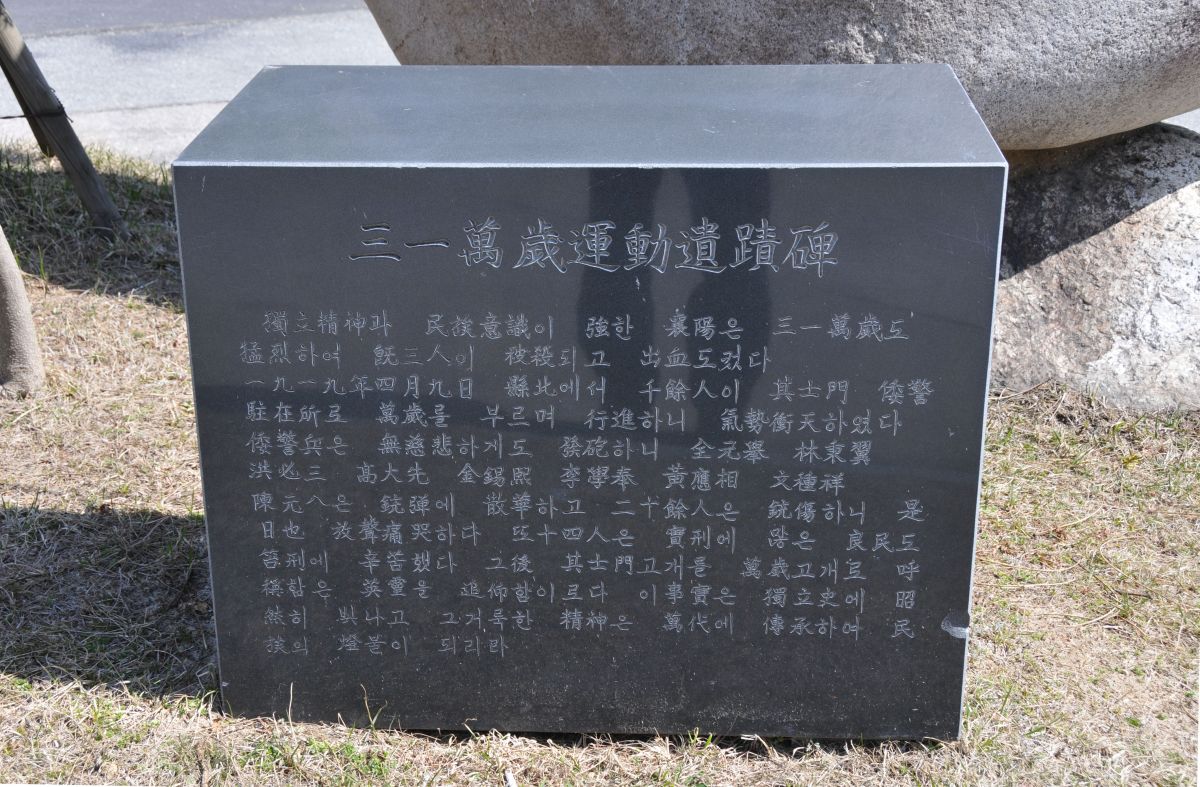 三一萬歲運動遺蹟碑
獨立精神과 民族意識이 強한 襄陽은 三一萬歲도
猛烈하여 旣三人이 被殺되고 出血도컸다
一九一九年四月九日 縣北에서 千餘人이 其士門 倭警
駐在所로 萬歲를 부르며 行進하니 氣勢衝天하였다
倭警兵은 無慈悲하게도 發砲하니 全元擧 林秉翼
洪必三 高大先 金錫熙 李學奉 黃應相 文種祥
陳元八은 銃彈에 散華하고 二十餘人은 銃傷하니 是
日也 放聲痛哭하다 또十四人은 實刑에 많은 良民도
笞刑에 辛苦했다 그後 其士門고개를 萬歲고개로 呼
稱함은 英靈을 追仰함이로다 이事實은 獨立史에 昭
然히 빛나고 그거룩한 精神은 萬代에 傳承하여 民
族의 燈불이 되리라